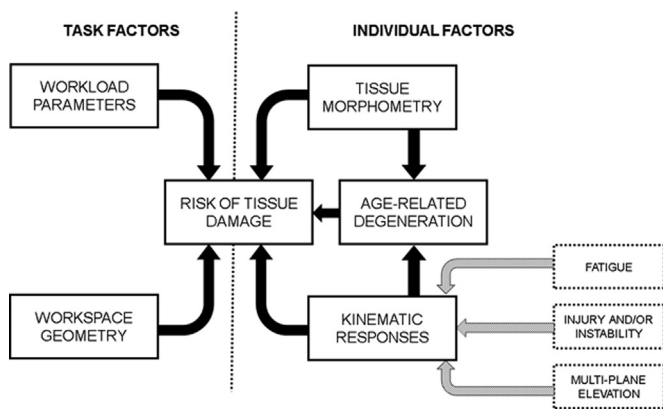 TASK FACTORS
INDIVIDUAL FACTORS
WORKLOAD
PARAMETERS
TISSUE
MORPHOMETRY
RISK OF TISSUE
DAMAGE
AGE-RELATED
DEGENERATION
WORKSPACE
GEOMETRY
KINEMATIC
RESPONSES
FATIGUE
INJURY AND/OR
INSTABILITY
MULTI-PLANE
ELEVATION